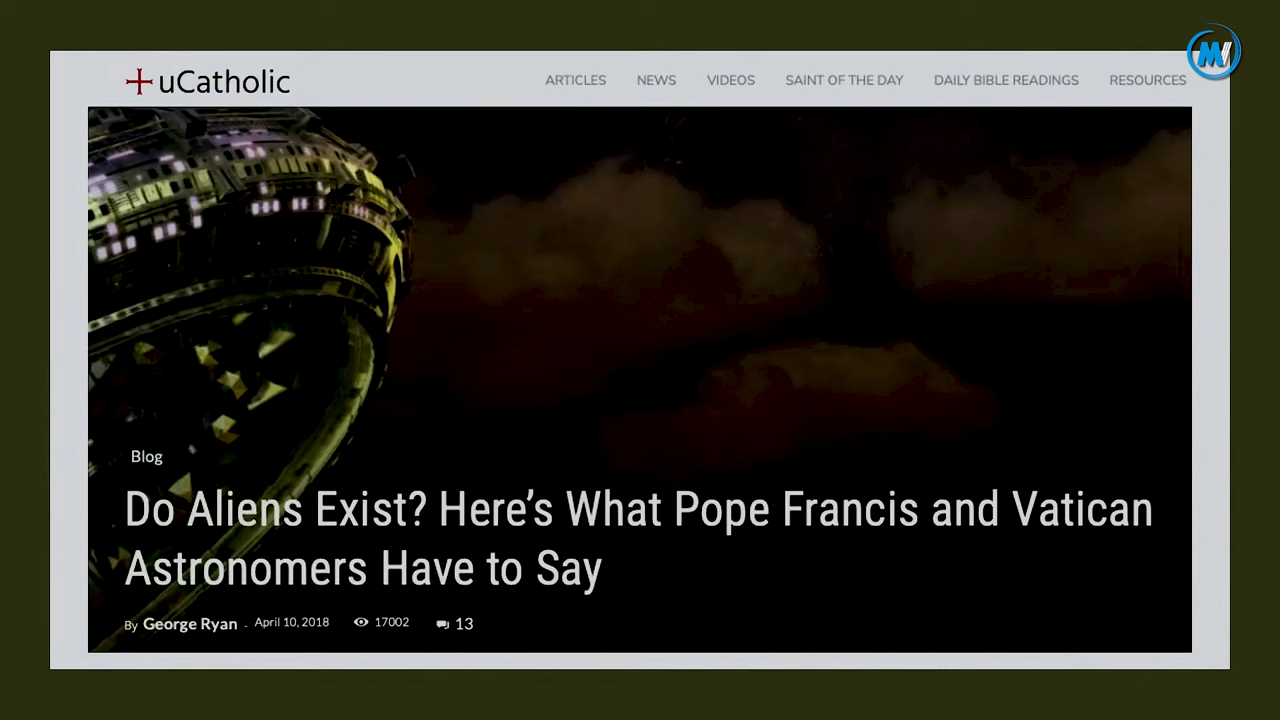 MV
uCatholic
ARTICLES NEWS VIDEOS SAINT OF THE DAY DAILY BIBLE READINGS RESOURCES
Blog
Do Aliens Exist? Here’s What Pope Francis and Vatican
Astronomers Have to Say
By George Ryan - April 10, 2018 17002 13